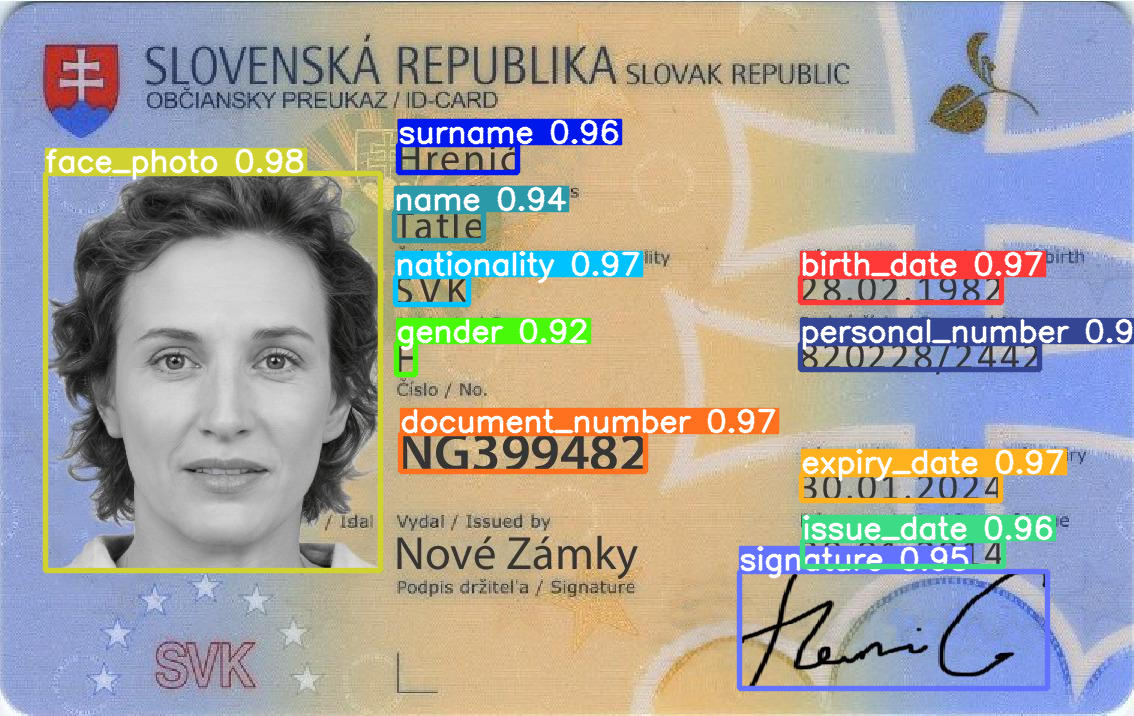 SLOVENSKÁ REPUBLIKA SLOVAK REPUBLIC
OBČIANSKY PREUKAZ / ID-CARD
surname 0.96
face_photo 0.98
Hrenić
name 0.94
Tatle
nationality 0.97
birth_date 0.97
birth
SVK
28.02.1982
gender 0.92
personal_number 0.9
F
820228/2442
Číslo / No.
document_number 0.97
NG399482
expiry_date 0.97
30.01.2024
Vydal / Issued by
issue_date 0.96
Nové Zámky
signature 0.95
Podpis držiteľa / Signature
SVK